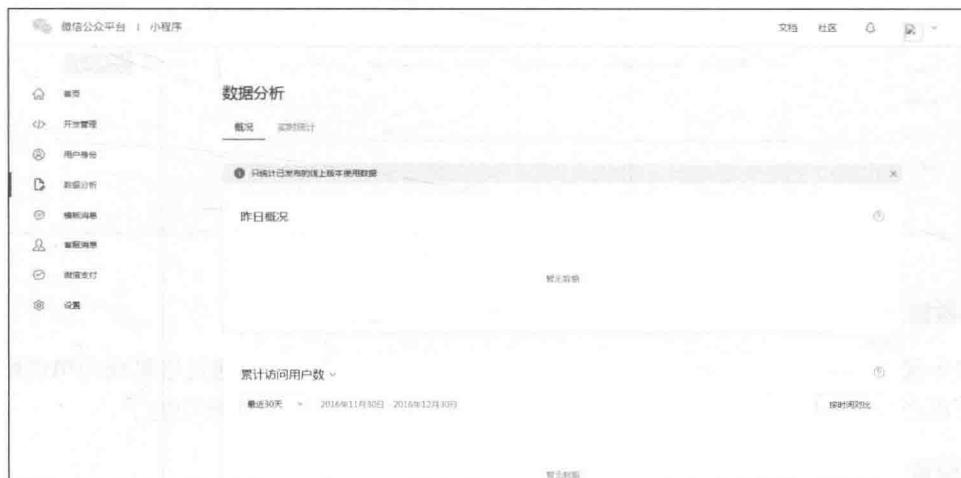 微信公众平台 | 小程序
文档 社区
首页
开发管理
用户身份
数据分析
模板消息
客服消息
微信支付
设置
数据分析
概况 实时统计
只统计已发布的线上版本使用数据
昨日概况
暂无数据
累计访问用户数
最近30天 2016年11月30日 - 2016年12月30日
按时间对比
暂无数据